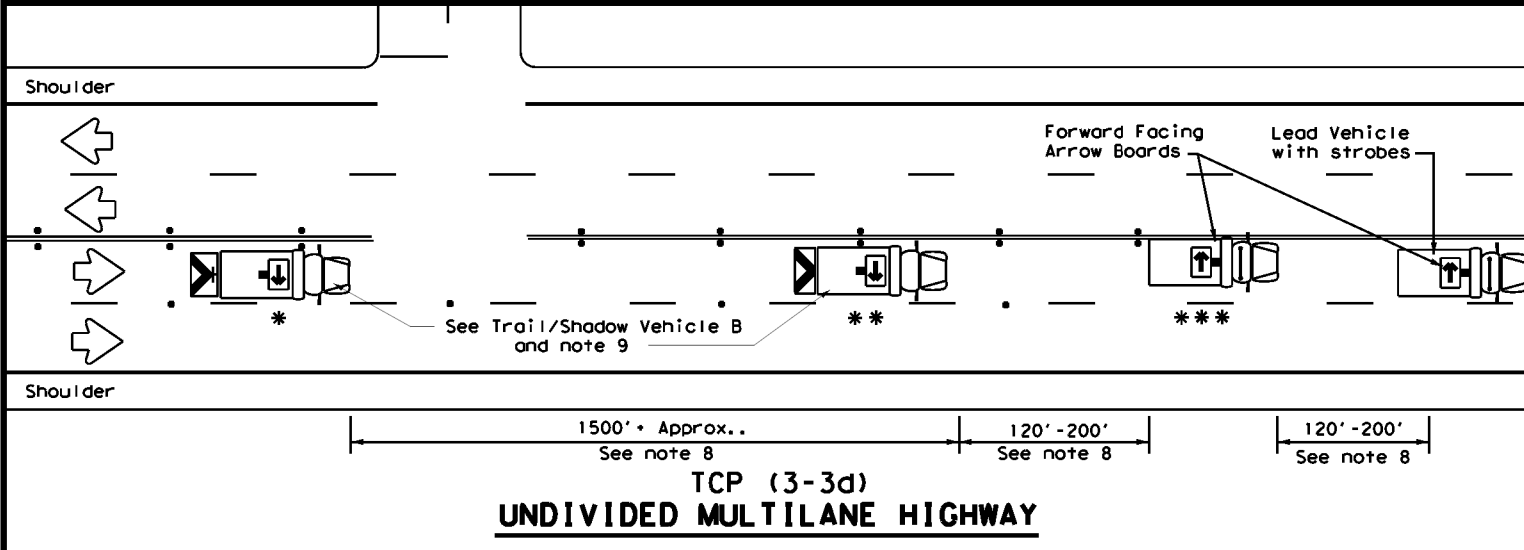 Shoulder
Forward Facing
Arrow Boards
Lead Vehicle
with strobes
*
**
***
See Trail/Shadow Vehicle B
and note 9
Shoulder
1500'+ Approx..
See note 8
120'-200'
See note 8
120'-200'
See note 8
TCP (3-3d)
UNDIVIDED MULTILANE HIGHWAY